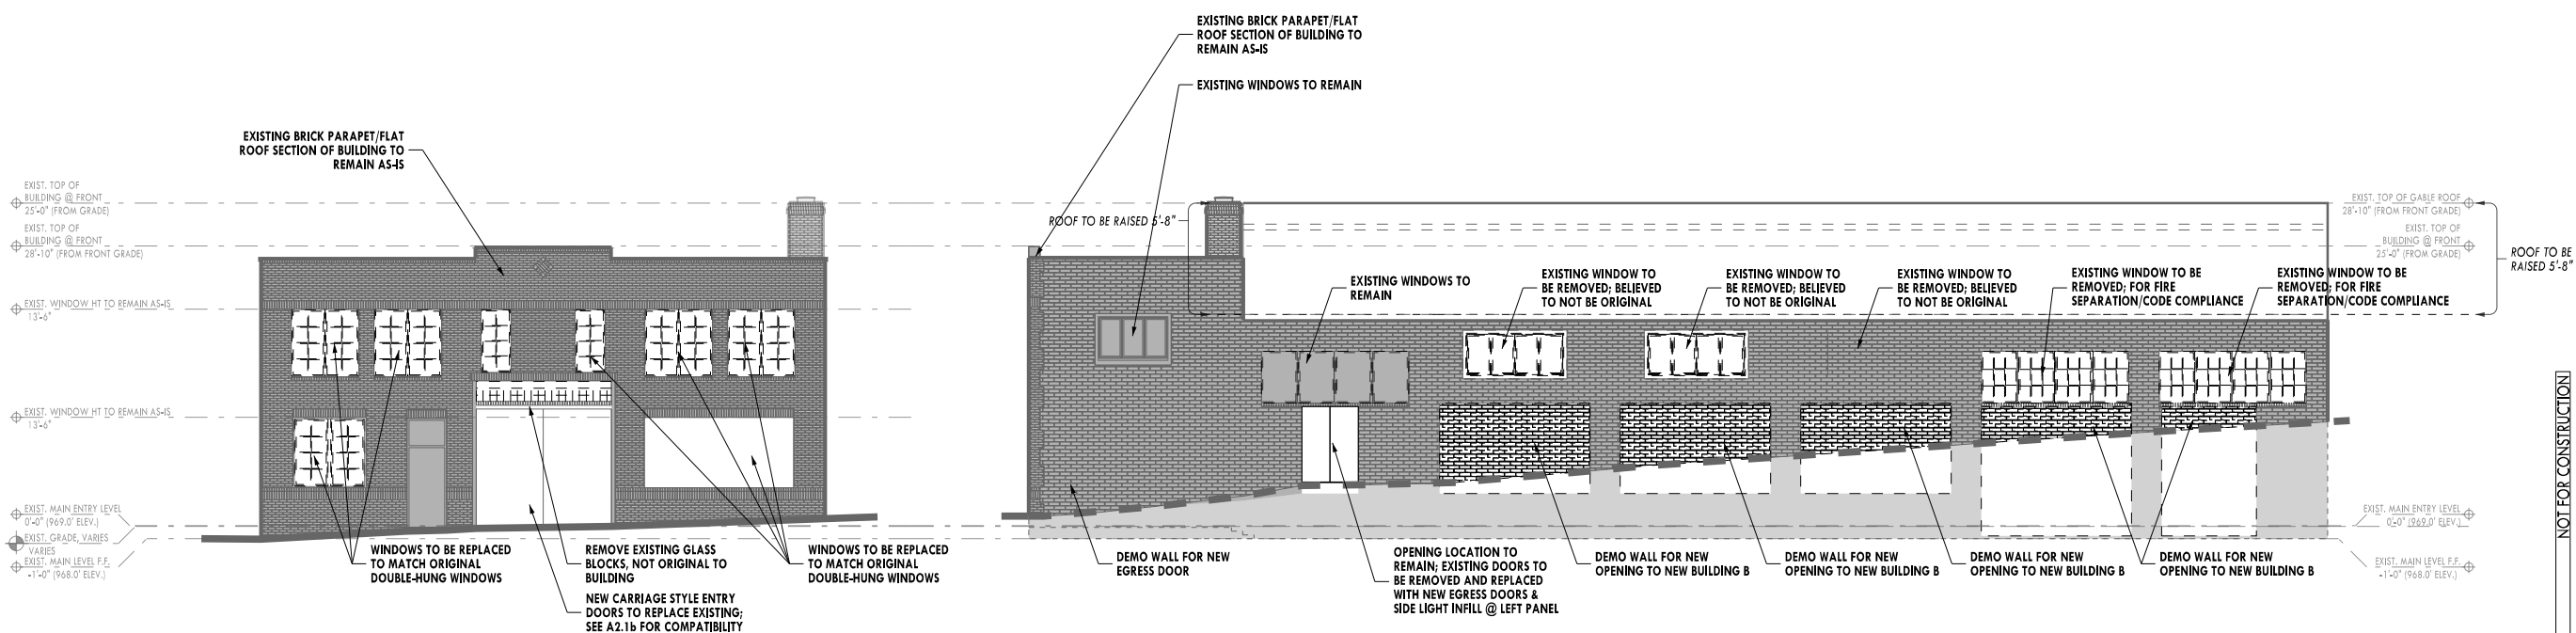 EXISTING BRICK PARAPET/FLAT
ROOF SECTION OF BUILDING TO
REMAIN AS-IS
EXISTING WINDOWS TO REMAIN
EXISTING BRICK PARAPET/FLAT
ROOF SECTION OF BUILDING TO
REMAIN AS-IS
EXIST. TOP OF
BUILDING @ FRONT
25'-0" (FROM GRADE)
EXIST. TOP OF
BUILDING @ FRONT
28'-10" (FROM FRONT GRADE)
EXIST. WINDOW HT TO REMAIN AS-IS
13'-6"
EXIST. WINDOW HT TO REMAIN AS-IS
13'-6"
EXIST. MAIN ENTRY LEVEL
0'-0" (969.0' ELEV.)
EXIST. GRADE, VARIES
VARIES
EXIST. MAIN LEVEL F.F.
-1'-0" (968.0' ELEV.)
WINDOWS TO BE REPLACED
TO MATCH ORIGINAL
DOUBLE-HUNG WINDOWS
REMOVE EXISTING GLASS
BLOCKS, NOT ORIGINAL TO
BUILDING
NEW CARRIAGE STYLE ENTRY
DOORS TO REPLACE EXISTING;
SEE A2.1b FOR COMPATIBILITY
WINDOWS TO BE REPLACED
TO MATCH ORIGINAL
DOUBLE-HUNG WINDOWS
ROOF TO BE RAISED 5'-8"
EXISTING WINDOWS TO
REMAIN
EXISTING WINDOW TO
BE REMOVED; BELIEVED
TO NOT BE ORIGINAL
EXISTING WINDOW TO
BE REMOVED; BELIEVED
TO NOT BE ORIGINAL
EXISTING WINDOW TO
BE REMOVED; BELIEVED
TO NOT BE ORIGINAL
EXISTING WINDOW TO BE
REMOVED; FOR FIRE
SEPARATION/CODE COMPLIANCE
EXISTING WINDOW TO BE
REMOVED; FOR FIRE
SEPARATION/CODE COMPLIANCE
EXIST. TOP OF GABLE ROOF
28'-10" (FROM FRONT GRADE)
EXIST. TOP OF
BUILDING @ FRONT
25'-0" (FROM GRADE)
ROOF TO BE
RAISED 5'-8"
DEMO WALL FOR NEW
EGRESS DOOR
OPENING LOCATION TO
REMAIN; EXISTING DOORS TO
BE REMOVED AND REPLACED
WITH NEW EGRESS DOORS &
SIDE LIGHT INFILL @ LEFT PANEL
DEMO WALL FOR NEW
OPENING TO NEW BUILDING B
DEMO WALL FOR NEW
OPENING TO NEW BUILDING B
DEMO WALL FOR NEW
OPENING TO NEW BUILDING B
DEMO WALL FOR NEW
OPENING TO NEW BUILDING B
EXIST. MAIN ENTRY LEVEL
0'-0" (969.0' ELEV.)
EXIST. MAIN LEVEL F.F.
-1'-0" (968.0' ELEV.)
NOT FOR CONSTRUCTION